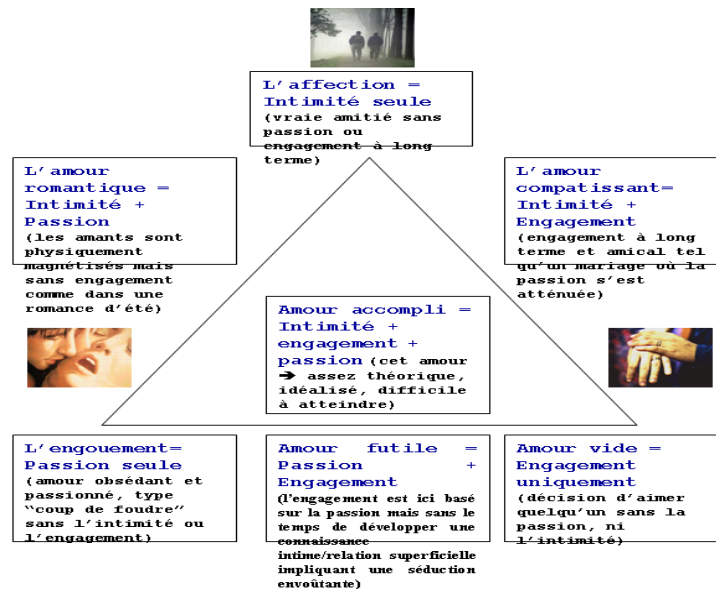 L'affection =
Intimité seule
(vraie amitié sans
passion ou
engagement à long
terme)
L'amour
romantique =
Intimité +
Passion
(les amants sont
physiquement
magnétisés mais
sans engagement
comme dans une
romance d'été)
L'amour
compatissant=
Intimité +
Engagement
(engagement à long
terme et amical tel
qu'un mariage où la
passion s'est
atténuée)
Amour accompli =
Intimité +
engagement +
passion (cet amour
➔ assez théorique,
idéalisé, difficile
à atteindre)
L'engouement=
Passion seule
(amour obsédant et
passionné, type
"coup de foudre"
sans l'intimité ou
l'engagement)
Amour futile =
Passion +
Engagement
(l'engagement est ici basé
sur la passion mais sans le
temps de développer une
connaissance
intime/relation superficielle
impliquant une séduction
envoûtante)
Amour vide =
Engagement
uniquement
(décision d'aimer
quelqu'un sans la
passion, ni
l'intimité)